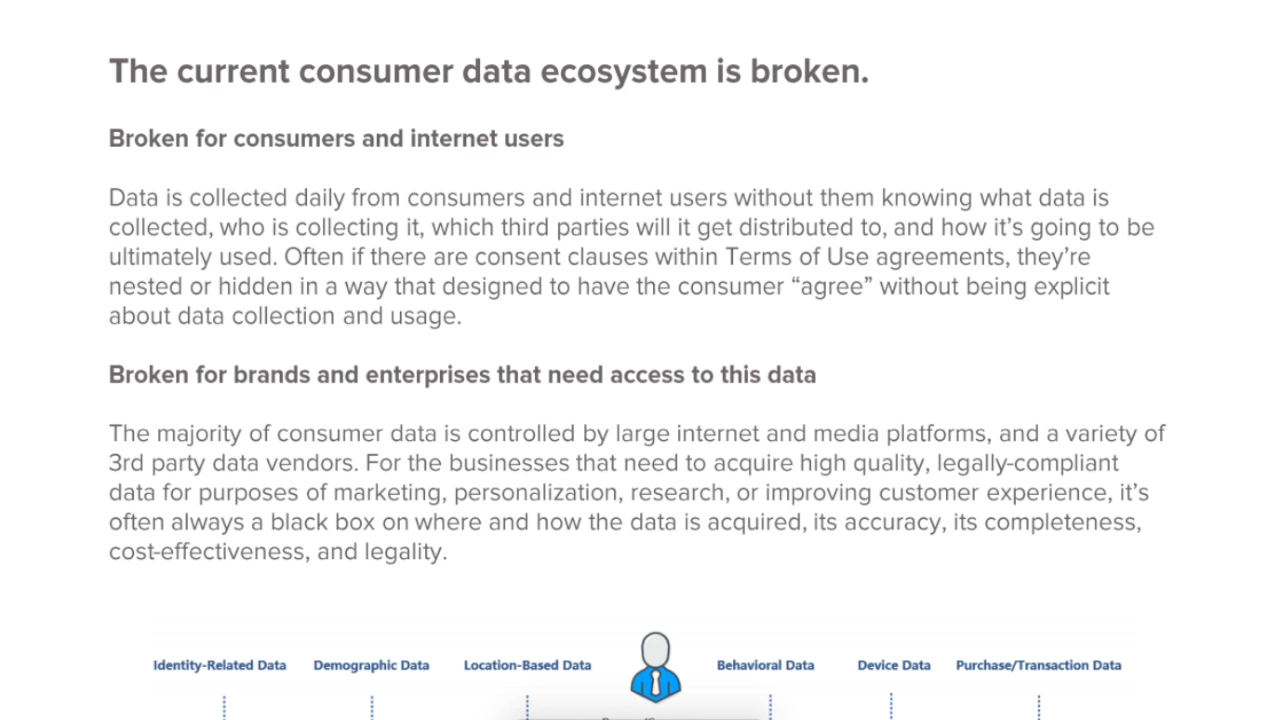 The current consumer data ecosystem is broken.
Broken for consumers and internet users
Data is collected daily from consumers and internet users without them knowing what data is
collected, who is collecting it, which third parties will it get distributed to, and how it’s going to be
ultimately used. Often if there are consent clauses within Terms of Use agreements, they’re
nested or hidden in a way that designed to have the consumer “agree” without being explicit
about data collection and usage.
Broken for brands and enterprises that need access to this data
The majority of consumer data is controlled by large internet and media platforms, and a variety of
3rd party data vendors. For the businesses that need to acquire high quality, legally-compliant
data for purposes of marketing, personalization, research, or improving customer experience, it’s
often always a black box on where and how the data is acquired, its accuracy, its completeness,
cost-effectiveness, and legality.
Identity-Related Data Demographic Data Location-Based Data Behavioral Data Device Data Purchase/Transaction Data